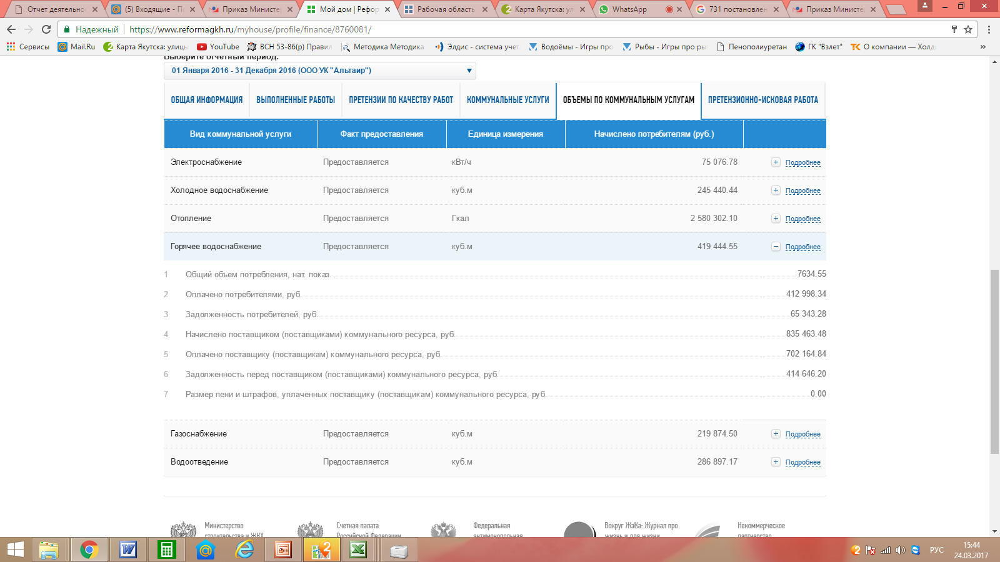 Отчет деятельно
(5) Входящие - П
Приказ Министе
Мой дом | Рефор
Рабочая область
Карта Якутска: ул
WhatsApp
731 постановлен
Приказ Министе
Надежный https://www.reformagkh.ru/myhouse/profile/finance/8760081/
Сервисы
Mail.Ru
Карта Якутска: улицы
YouTube
ВСН 53-86(р) Правил
Методика Методика
Элдис - система учет
Водоёмы - Игры про
Рыбы - Игры про ры
Пенополиуретан
ГК "Взлет"
О компании — Холд
»
Выберите отчетный период:
01 Января 2016 - 31 Декабря 2016 (ООО УК "Альтаир")
ОБЩАЯ ИНФОРМАЦИЯ ВЫПОЛНЕННЫЕ РАБОТЫ ПРЕТЕНЗИИ ПО КАЧЕСТВУ РАБОТ КОММУНАЛЬНЫЕ УСЛУГИ ОБЪЕМЫ ПО КОММУНАЛЬНЫМ УСЛУГАМ ПРЕТЕНЗИОННО-ИСКОВАЯ РАБОТА
Вид коммунальной услуги Факт предоставления Единица измерения Начислено потребителям (руб.)
Электроснабжение Предоставляется кВт/ч 75 076.78 + Подробнее
Холодное водоснабжение Предоставляется куб.м 245 440.44 + Подробнее
Отопление Предоставляется Гкал 2 580 302.10 + Подробнее
Горячее водоснабжение Предоставляется куб.м 419 444.55 − Подробнее
1 Общий объем потребления, нат. показ. 7634.55
2 Оплачено потребителями, руб. 412 998.34
3 Задолженность потребителей, руб. 65 343.28
4 Начислено поставщиком (поставщиками) коммунального ресурса, руб. 835 463.48
5 Оплачено поставщику (поставщикам) коммунального ресурса, руб. 702 164.84
6 Задолженность перед поставщиком (поставщиками) коммунального ресурса, руб. 414 646.20
7 Размер пени и штрафов, уплаченных поставщику (поставщикам) коммунального ресурса, руб. 0.00
Газоснабжение Предоставляется куб.м 219 874.50 + Подробнее
Водоотведение Предоставляется куб.м 286 897.17 + Подробнее
Министерство
строительства и ЖКХ
Счетная палата
Российской Федерации
Федеральная
антимонопольная
Вокруг ЖаКа: Журнал про
жизнь и для жизни
Некоммерческое
партнерство
РУС
15:44
24.03.2017